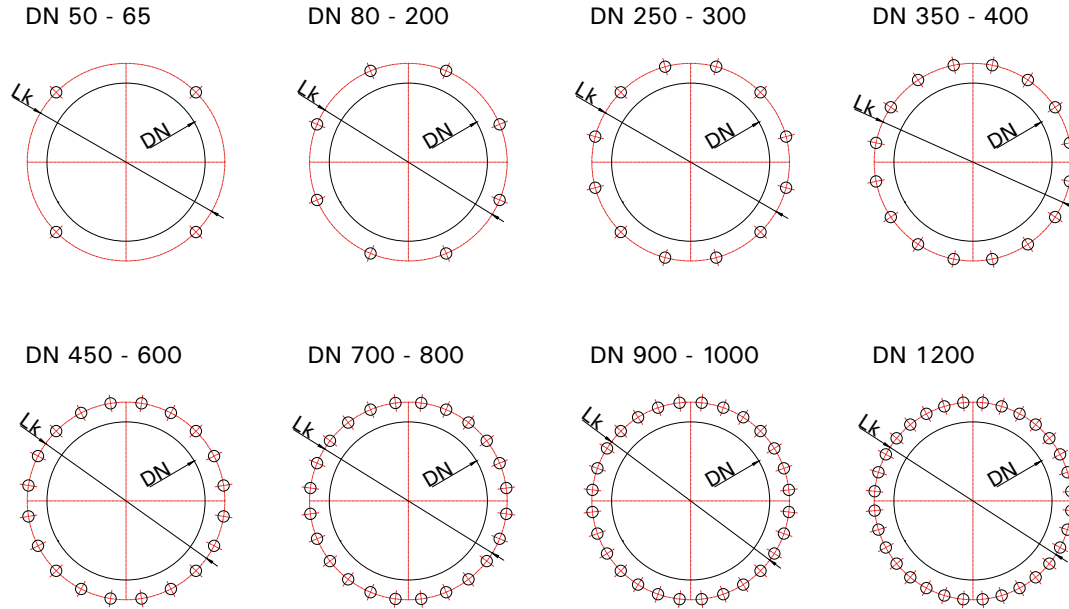 DN 50 - 65
DN 80 - 200
DN 250 - 300
DN 350 - 400
Lk
DN
Lk
DN
Lk
DN
Lk
DN
DN 450 - 600
DN 700 - 800
DN 900 - 1000
DN 1200
Lk
DN
Lk
DN
Lk
DN
Lk
DN